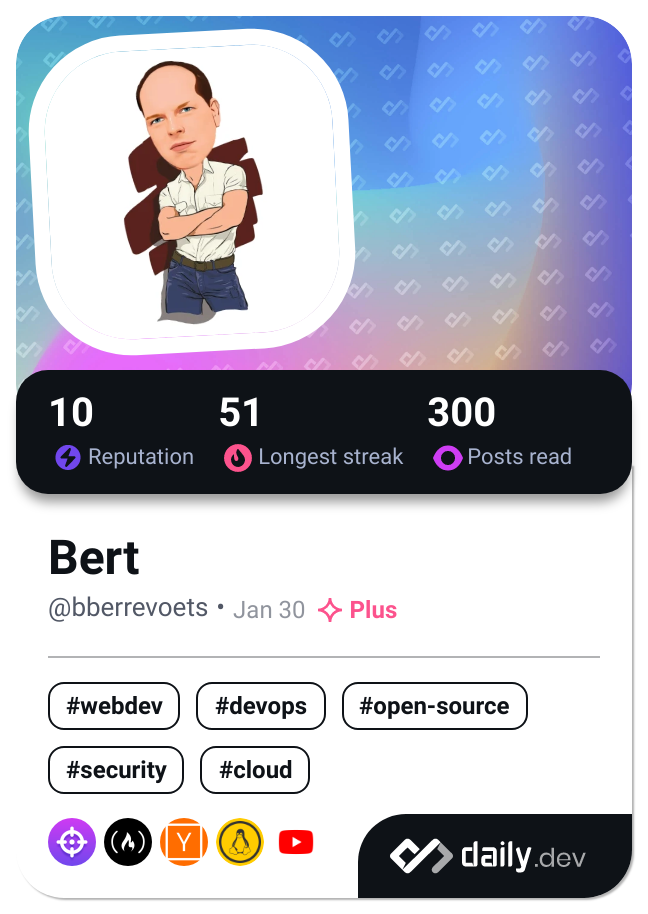 10 51 300
Reputation Longest streak Posts read
Bert
@bberrevoets • Jan 30 Plus
#webdev #devops #open-source
#security #cloud
Y
daily.dev